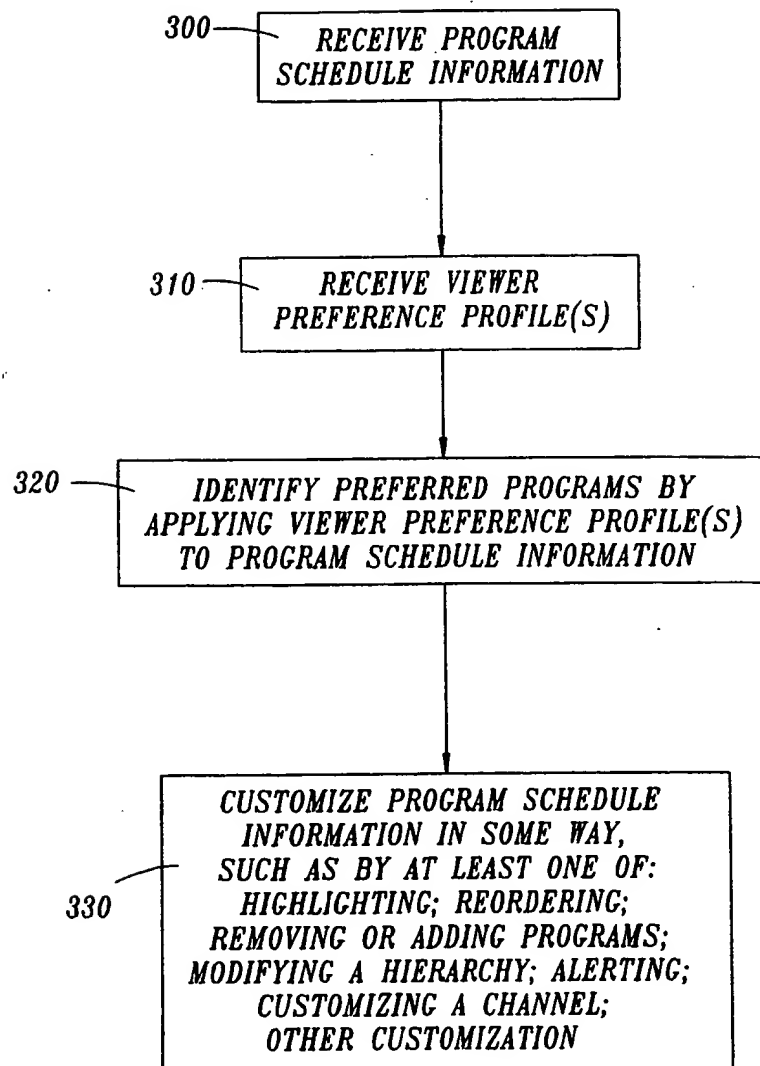 300
RECEIVE PROGRAM
SCHEDULE INFORMATION
310
RECEIVE VIEWER
PREFERENCE PROFILE(S)
320
IDENTIFY PREFERRED PROGRAMS BY
APPLYING VIEWER PREFERENCE PROFILE(S)
TO PROGRAM SCHEDULE INFORMATION
330
CUSTOMIZE PROGRAM SCHEDULE
INFORMATION IN SOME WAY,
SUCH AS BY AT LEAST ONE OF:
HIGHLIGHTING; REORDERING;
REMOVING OR ADDING PROGRAMS;
MODIFYING A HIERARCHY; ALERTING;
CUSTOMIZING A CHANNEL;
OTHER CUSTOMIZATION